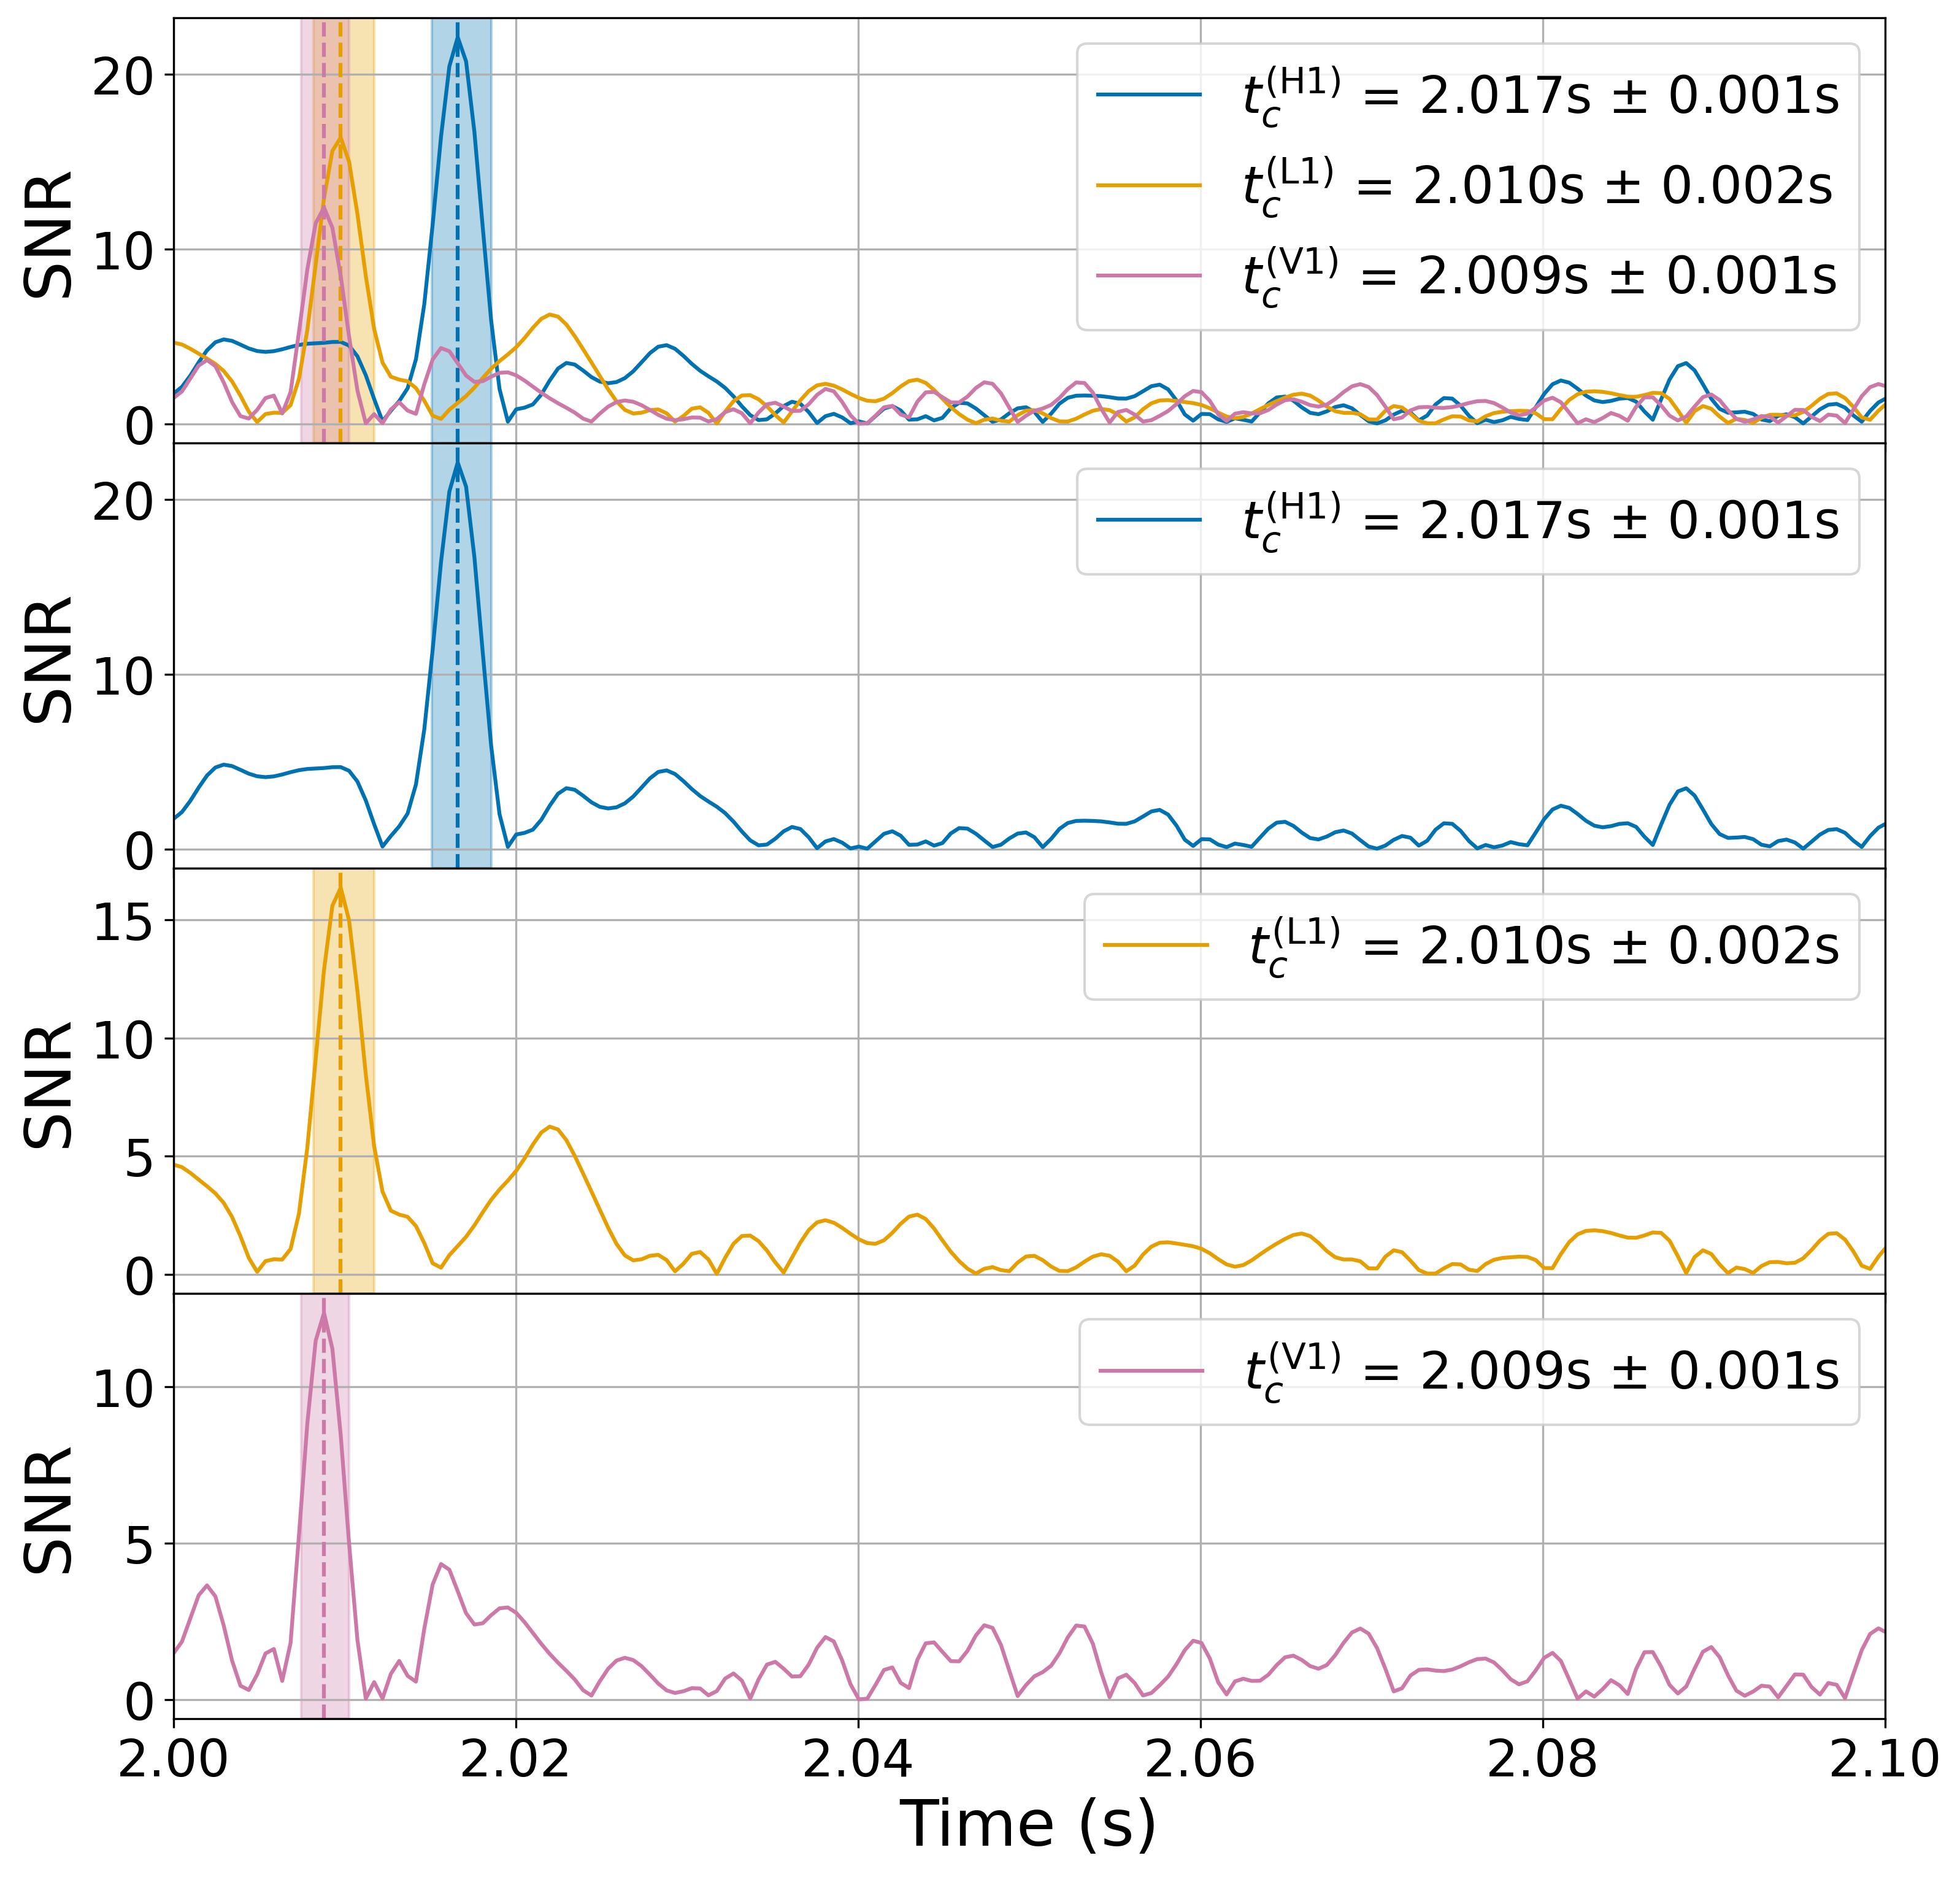 SNR
20
10
0
t_c^(H1) = 2.017s ± 0.001s
t_c^(L1) = 2.010s ± 0.002s
t_c^(V1) = 2.009s ± 0.001s
SNR
20
10
0
t_c^(H1) = 2.017s ± 0.001s
SNR
15
10
5
0
t_c^(L1) = 2.010s ± 0.002s
SNR
10
5
0
t_c^(V1) = 2.009s ± 0.001s
2.00 2.02 2.04 2.06 2.08 2.10
Time (s)